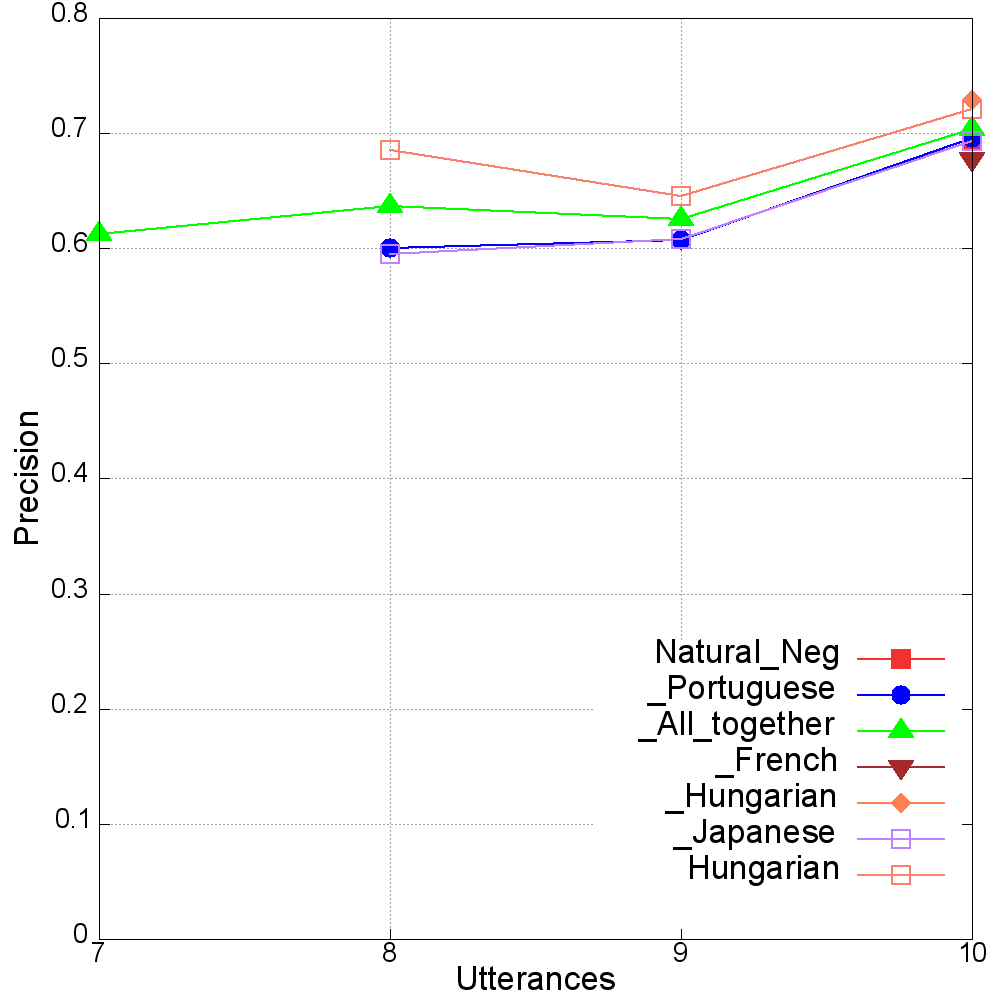 0.8
0.7
0.6
0.5
0.4
0.3
0.2
0.1
0
Precision
7
8
9
10
Utterances
Natural_Neg
_Portuguese
_All_together
_French
_Hungarian
_Japanese
Hungarian